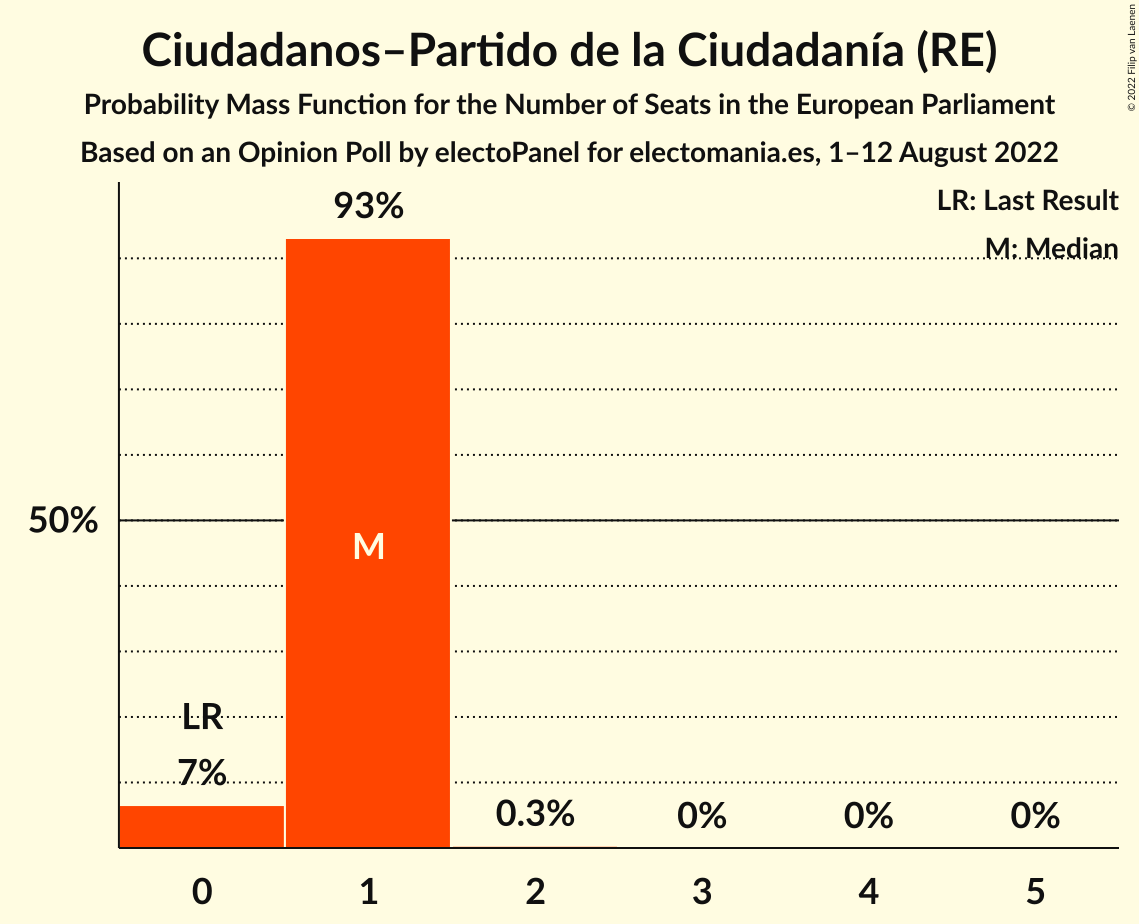 Ciudadanos–Partido de la Ciudadanía (RE)
Probability Mass Function for the Number of Seats in the European Parliament
Based on an Opinion Poll by electoPanel for electomania.es, 1–12 August 2022
© 2022 Filip van Laenen
LR: Last Result
M: Median
93%
50%
M
LR
7%
0.3%
0%
0%
0%
0
1
2
3
4
5